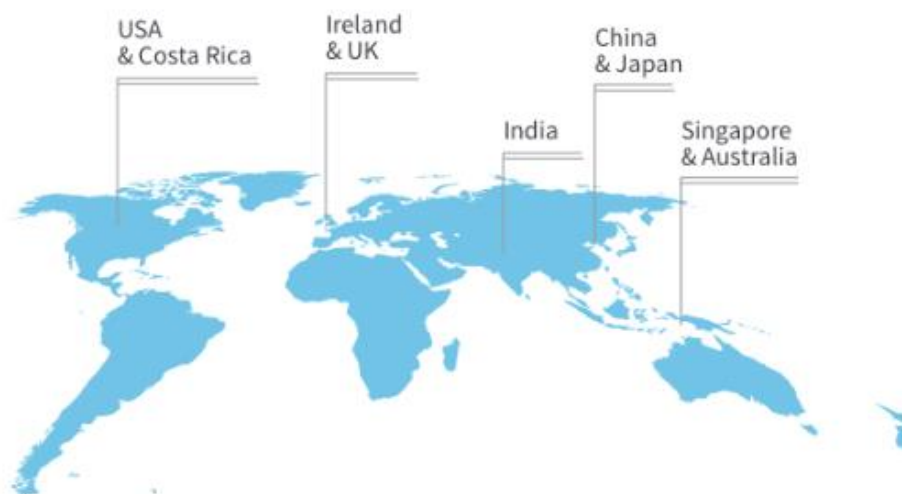 USA
& Costa Rica
Ireland
& UK
China
& Japan
India
Singapore
& Australia